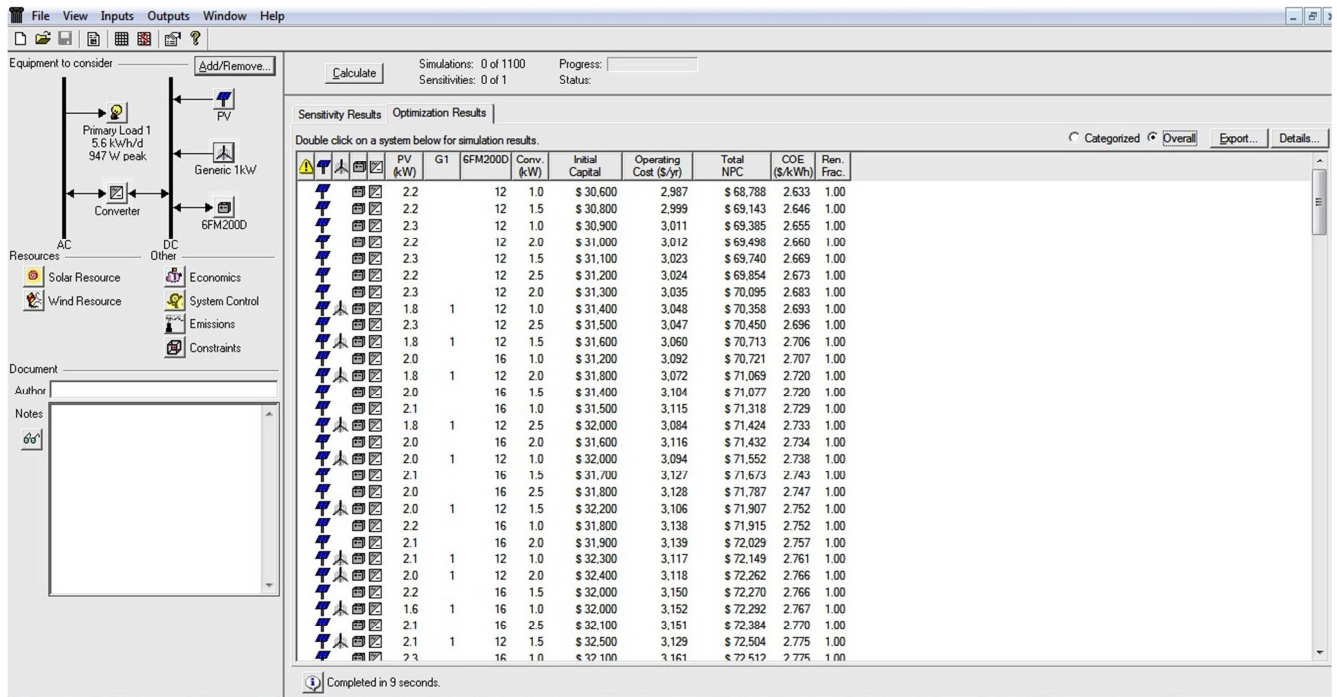 File View Inputs Outputs Window Help
Equipment to consider Add/Remove...
Primary Load 1
5.6 kWh/d
947 W peak
PV
Generic 1kW
Converter
6FM200D
AC DC
Resources Other
Solar Resource Economics
Wind Resource System Control
Emissions
Constraints
Document
Author
Notes
Calculate
Simulations: 0 of 1100 Progress:
Sensitivities: 0 of 1 Status:
Sensitivity Results Optimization Results
Double click on a system below for simulation results. Categorized Overall Export... Details...
PV (kW) G1 6FM200D Conv. (kW) Initial Capital Operating Cost ($/yr) Total NPC COE ($/kWh) Ren. Frac.
2.2 12 1.0 $ 30,600 2,987 $ 68,788 2.633 1.00
2.2 12 1.5 $ 30,800 2,999 $ 69,143 2.646 1.00
2.3 12 1.0 $ 30,900 3,011 $ 69,385 2.655 1.00
2.2 12 2.0 $ 31,000 3,012 $ 69,498 2.660 1.00
2.3 12 1.5 $ 31,100 3,023 $ 69,740 2.669 1.00
2.2 12 2.5 $ 31,200 3,024 $ 69,854 2.673 1.00
2.3 12 2.0 $ 31,300 3,035 $ 70,095 2.683 1.00
1.8 1 12 1.0 $ 31,400 3,048 $ 70,358 2.693 1.00
2.3 12 2.5 $ 31,500 3,047 $ 70,450 2.696 1.00
1.8 1 12 1.5 $ 31,600 3,060 $ 70,713 2.706 1.00
2.0 16 1.0 $ 31,200 3,092 $ 70,721 2.707 1.00
1.8 1 12 2.0 $ 31,800 3,072 $ 71,069 2.720 1.00
2.0 16 1.5 $ 31,400 3,104 $ 71,077 2.720 1.00
2.1 16 1.0 $ 31,500 3,115 $ 71,318 2.729 1.00
1.8 1 12 2.5 $ 32,000 3,084 $ 71,424 2.733 1.00
2.0 16 2.0 $ 31,600 3,116 $ 71,432 2.734 1.00
2.0 1 12 1.0 $ 32,000 3,094 $ 71,552 2.738 1.00
2.1 16 1.5 $ 31,700 3,127 $ 71,673 2.743 1.00
2.0 16 2.5 $ 31,800 3,128 $ 71,787 2.747 1.00
2.0 1 12 1.5 $ 32,200 3,106 $ 71,907 2.752 1.00
2.2 16 1.0 $ 31,800 3,138 $ 71,915 2.752 1.00
2.1 16 2.0 $ 31,900 3,139 $ 72,029 2.757 1.00
2.1 1 12 1.0 $ 32,300 3,117 $ 72,149 2.761 1.00
2.0 1 12 2.0 $ 32,400 3,118 $ 72,262 2.766 1.00
2.2 16 1.5 $ 32,000 3,150 $ 72,270 2.766 1.00
1.6 1 16 1.0 $ 32,000 3,152 $ 72,292 2.767 1.00
2.1 16 2.5 $ 32,100 3,151 $ 72,384 2.770 1.00
2.1 1 12 1.5 $ 32,500 3,129 $ 72,504 2.775 1.00
2.3 16 1.0 $ 32,100 3,161 $ 72,512 2.775 1.00
Completed in 9 seconds.